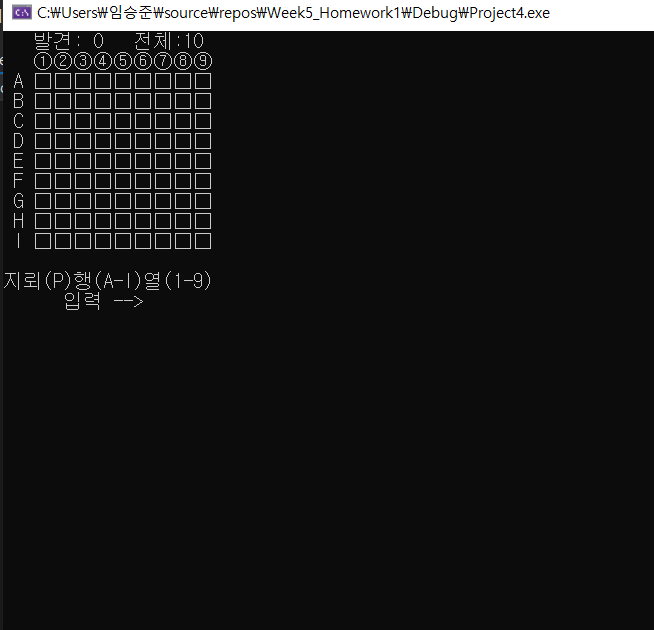 C:\Users\임승준\source\repos\Week5_Homework1\Debug\Project4.exe
발견: 0 전체:10
①②③④⑤⑥⑦⑧⑨
A □□□□□□□□□
B □□□□□□□□□
C □□□□□□□□□
D □□□□□□□□□
E □□□□□□□□□
F □□□□□□□□□
G □□□□□□□□□
H □□□□□□□□□
I □□□□□□□□□
지뢰(P)행(A-I)열(1-9)
입력 -->